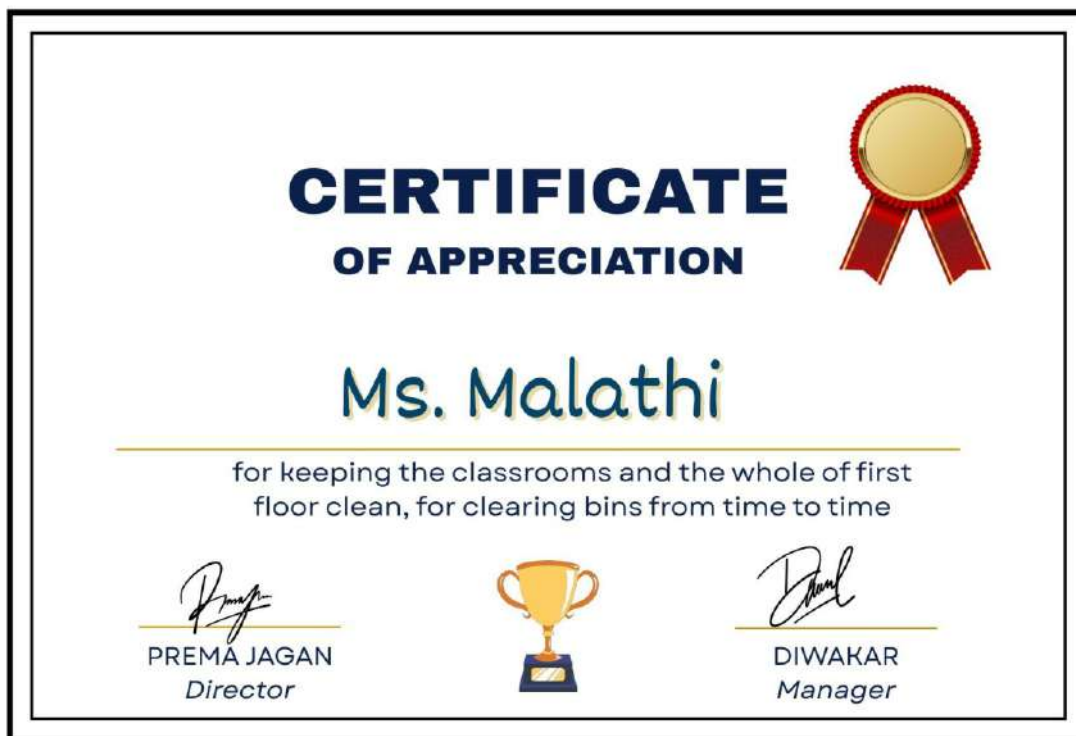 CERTIFICATE
OF APPRECIATION
Ms. Malathi
for keeping the classrooms and the whole of first
floor clean, for clearing bins from time to time
PREMA JAGAN
Director
DIWAKAR
Manager